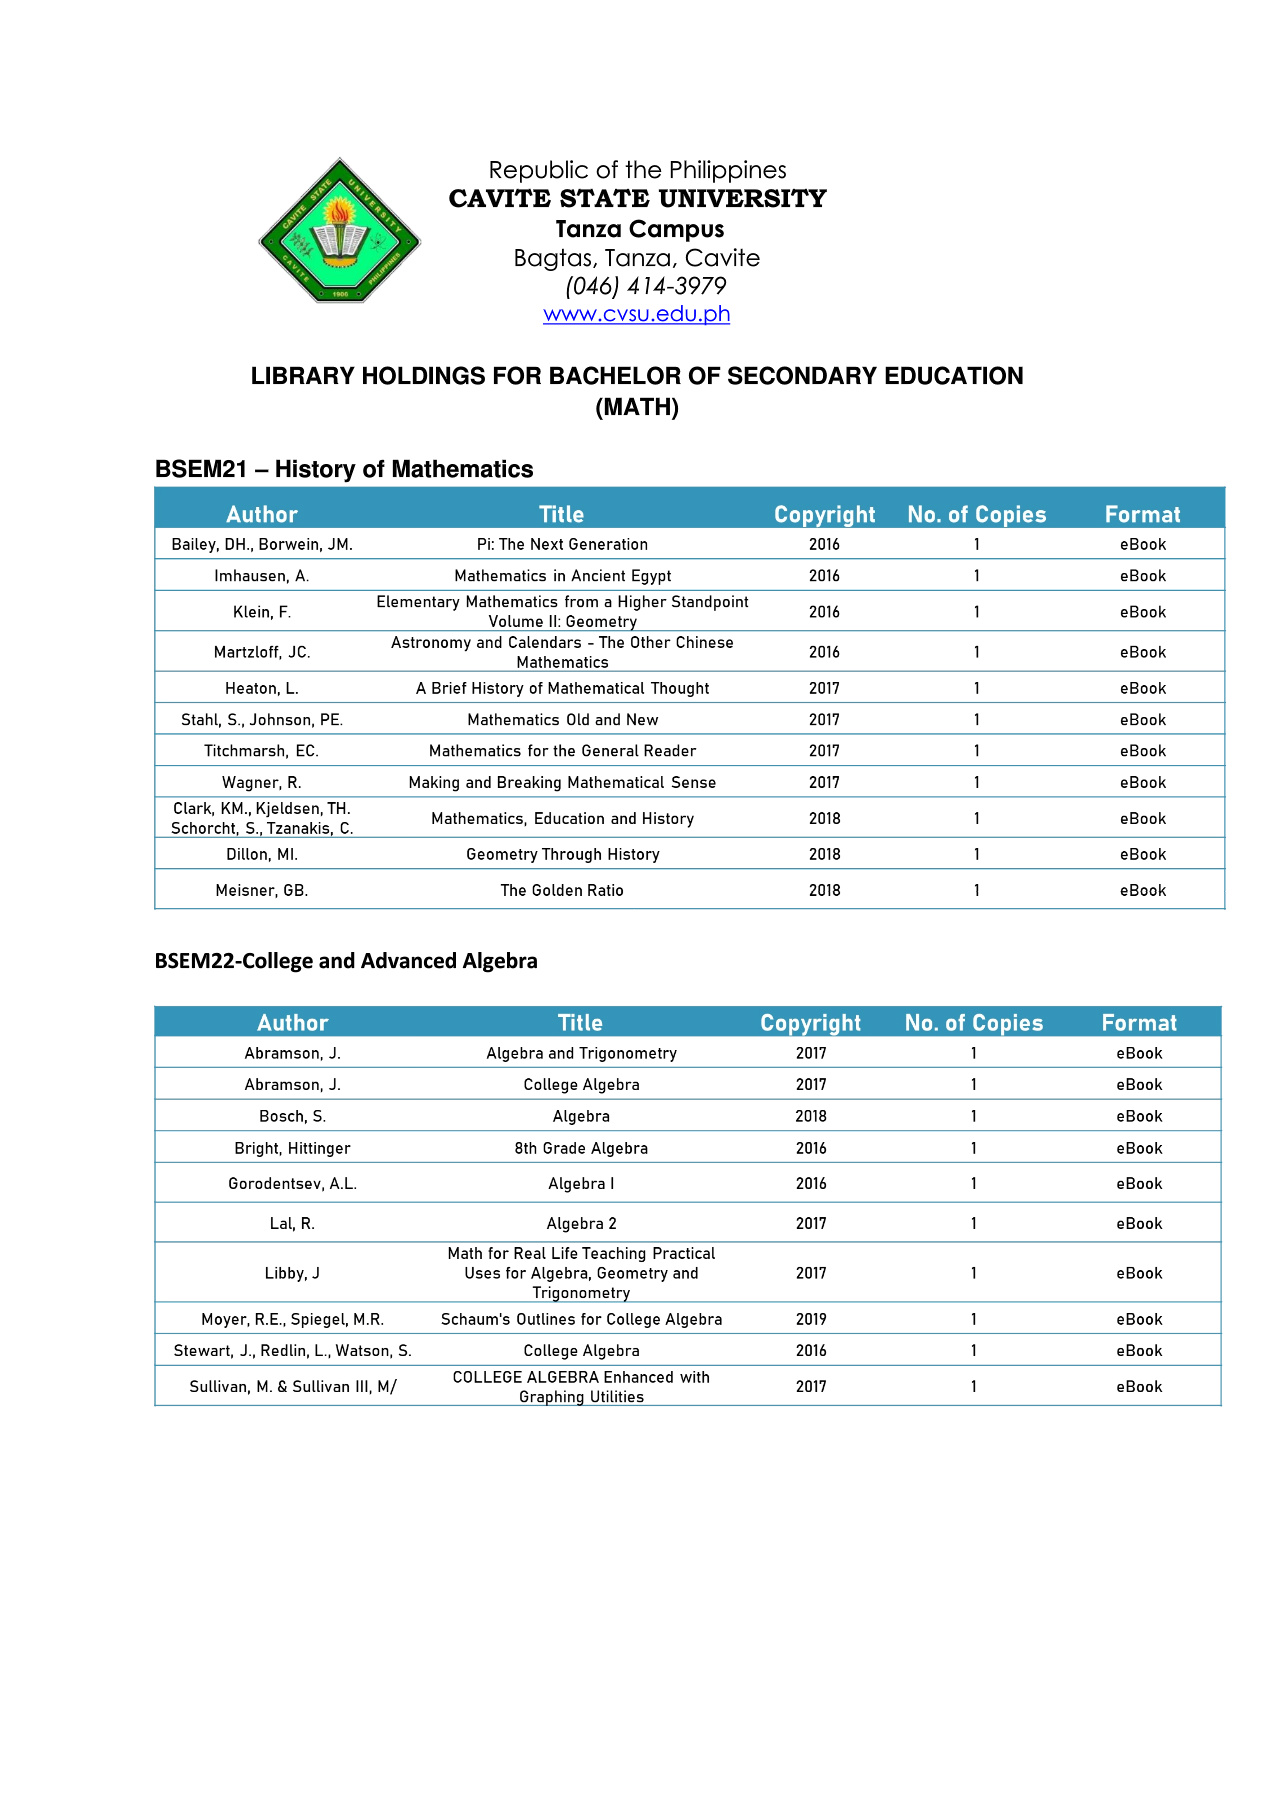 CAVITE STATE UNIVERSITY
CAVITE PHILIPPINES
1906
Republic of the Philippines
CAVITE STATE UNIVERSITY
Tanza Campus
Bagtas, Tanza, Cavite
(046) 414-3979
www.cvsu.edu.ph
LIBRARY HOLDINGS FOR BACHELOR OF SECONDARY EDUCATION
(MATH)
BSEM21 – History of Mathematics
Author Title Copyright No. of Copies Format
Bailey, DH., Borwein, JM. Pi: The Next Generation 2016 1 eBook
Imhausen, A. Mathematics in Ancient Egypt 2016 1 eBook
Klein, F. Elementary Mathematics from a Higher Standpoint
Volume II: Geometry 2016 1 eBook
Martzloff, JC. Astronomy and Calendars - The Other Chinese
Mathematics 2016 1 eBook
Heaton, L. A Brief History of Mathematical Thought 2017 1 eBook
Stahl, S., Johnson, PE. Mathematics Old and New 2017 1 eBook
Titchmarsh, EC. Mathematics for the General Reader 2017 1 eBook
Wagner, R. Making and Breaking Mathematical Sense 2017 1 eBook
Clark, KM., Kjeldsen, TH.
Schorcht, S., Tzanakis, C. Mathematics, Education and History 2018 1 eBook
Dillon, MI. Geometry Through History 2018 1 eBook
Meisner, GB. The Golden Ratio 2018 1 eBook
BSEM22-College and Advanced Algebra
Author Title Copyright No. of Copies Format
Abramson, J. Algebra and Trigonometry 2017 1 eBook
Abramson, J. College Algebra 2017 1 eBook
Bosch, S. Algebra 2018 1 eBook
Bright, Hittinger 8th Grade Algebra 2016 1 eBook
Gorodentsev, A.L. Algebra I 2016 1 eBook
Lal, R. Algebra 2 2017 1 eBook
Libby, J Math for Real Life Teaching Practical
Uses for Algebra, Geometry and
Trigonometry 2017 1 eBook
Moyer, R.E., Spiegel, M.R. Schaum's Outlines for College Algebra 2019 1 eBook
Stewart, J., Redlin, L., Watson, S. College Algebra 2016 1 eBook
Sullivan, M. & Sullivan III, M/ COLLEGE ALGEBRA Enhanced with
Graphing Utilities 2017 1 eBook